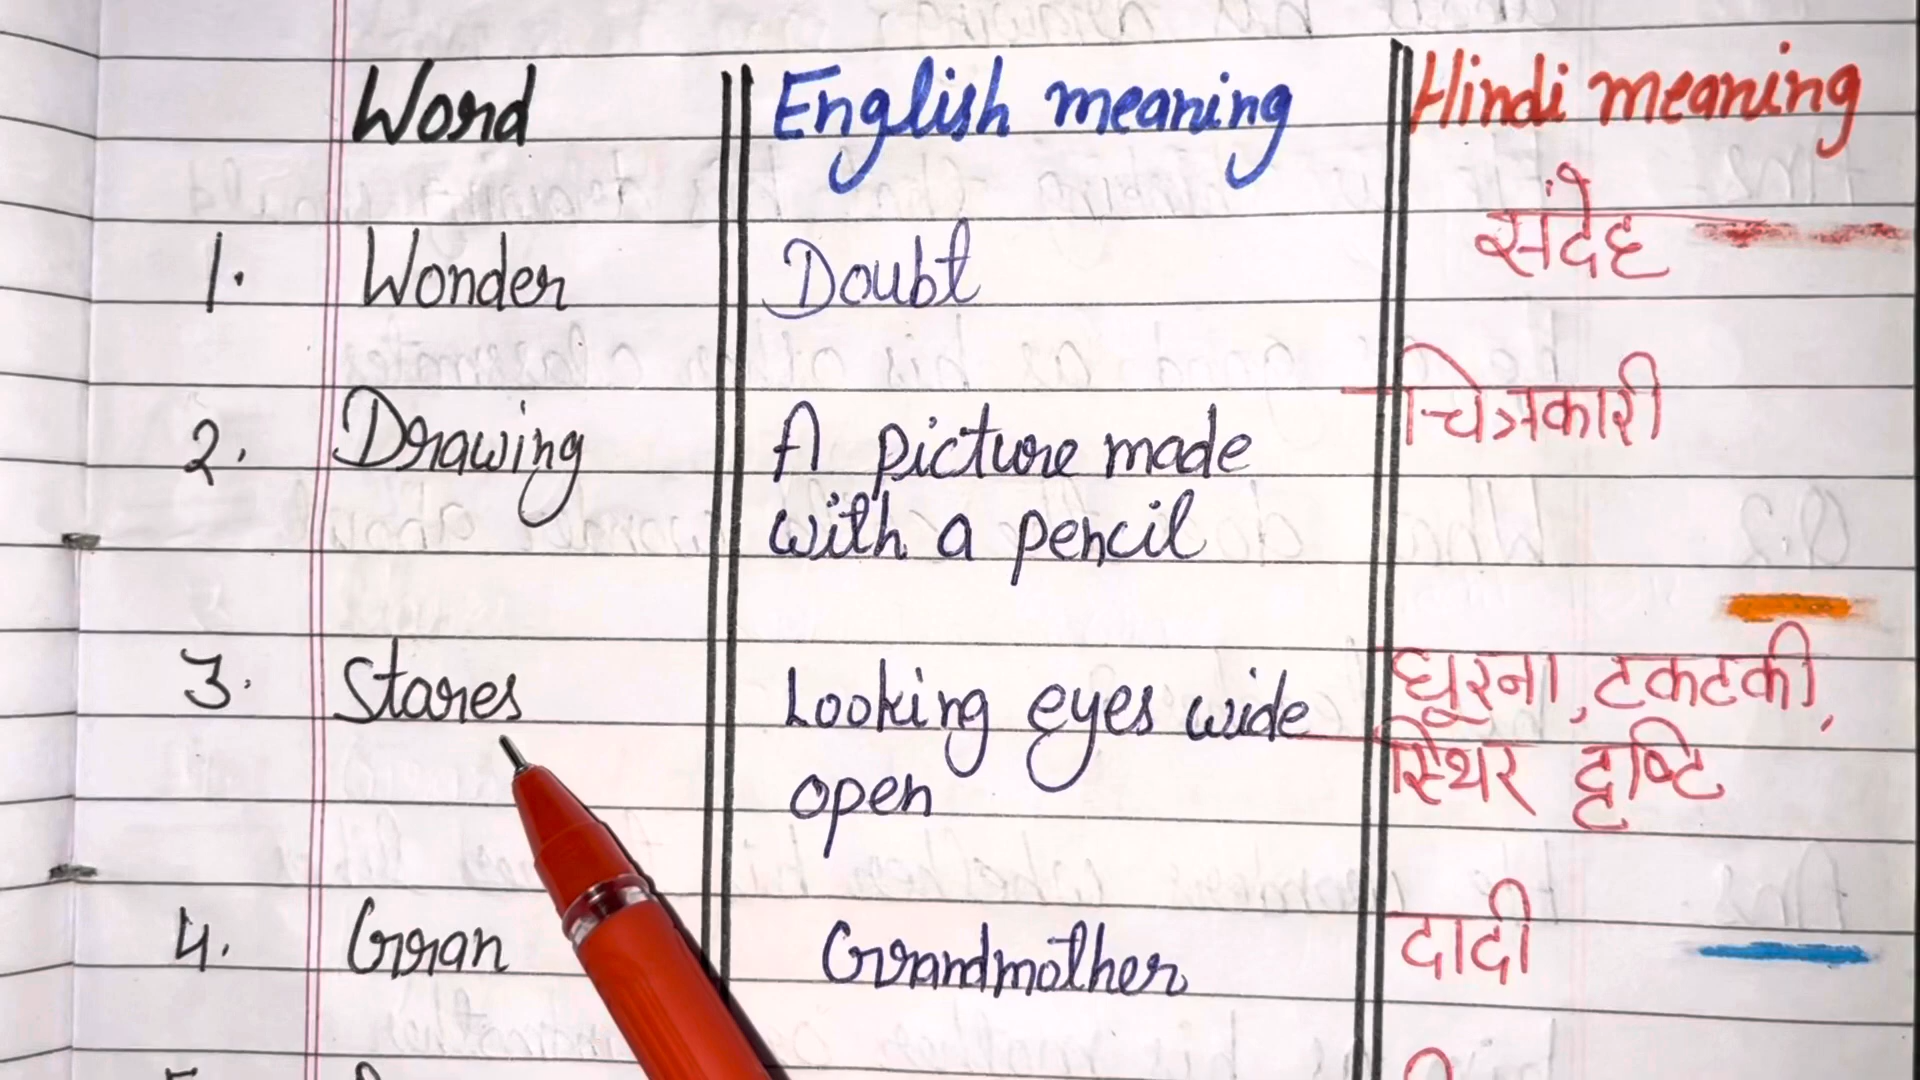 Word English meaning Hindi meaning
1. Wonder Doubt संदेह
2. Drawing A picture made चित्रकारी
with a pencil
3. Stares Looking eyes wide घूरना, टकटकी,
open स्थिर दृष्टि
4. Gran Grandmother दादी